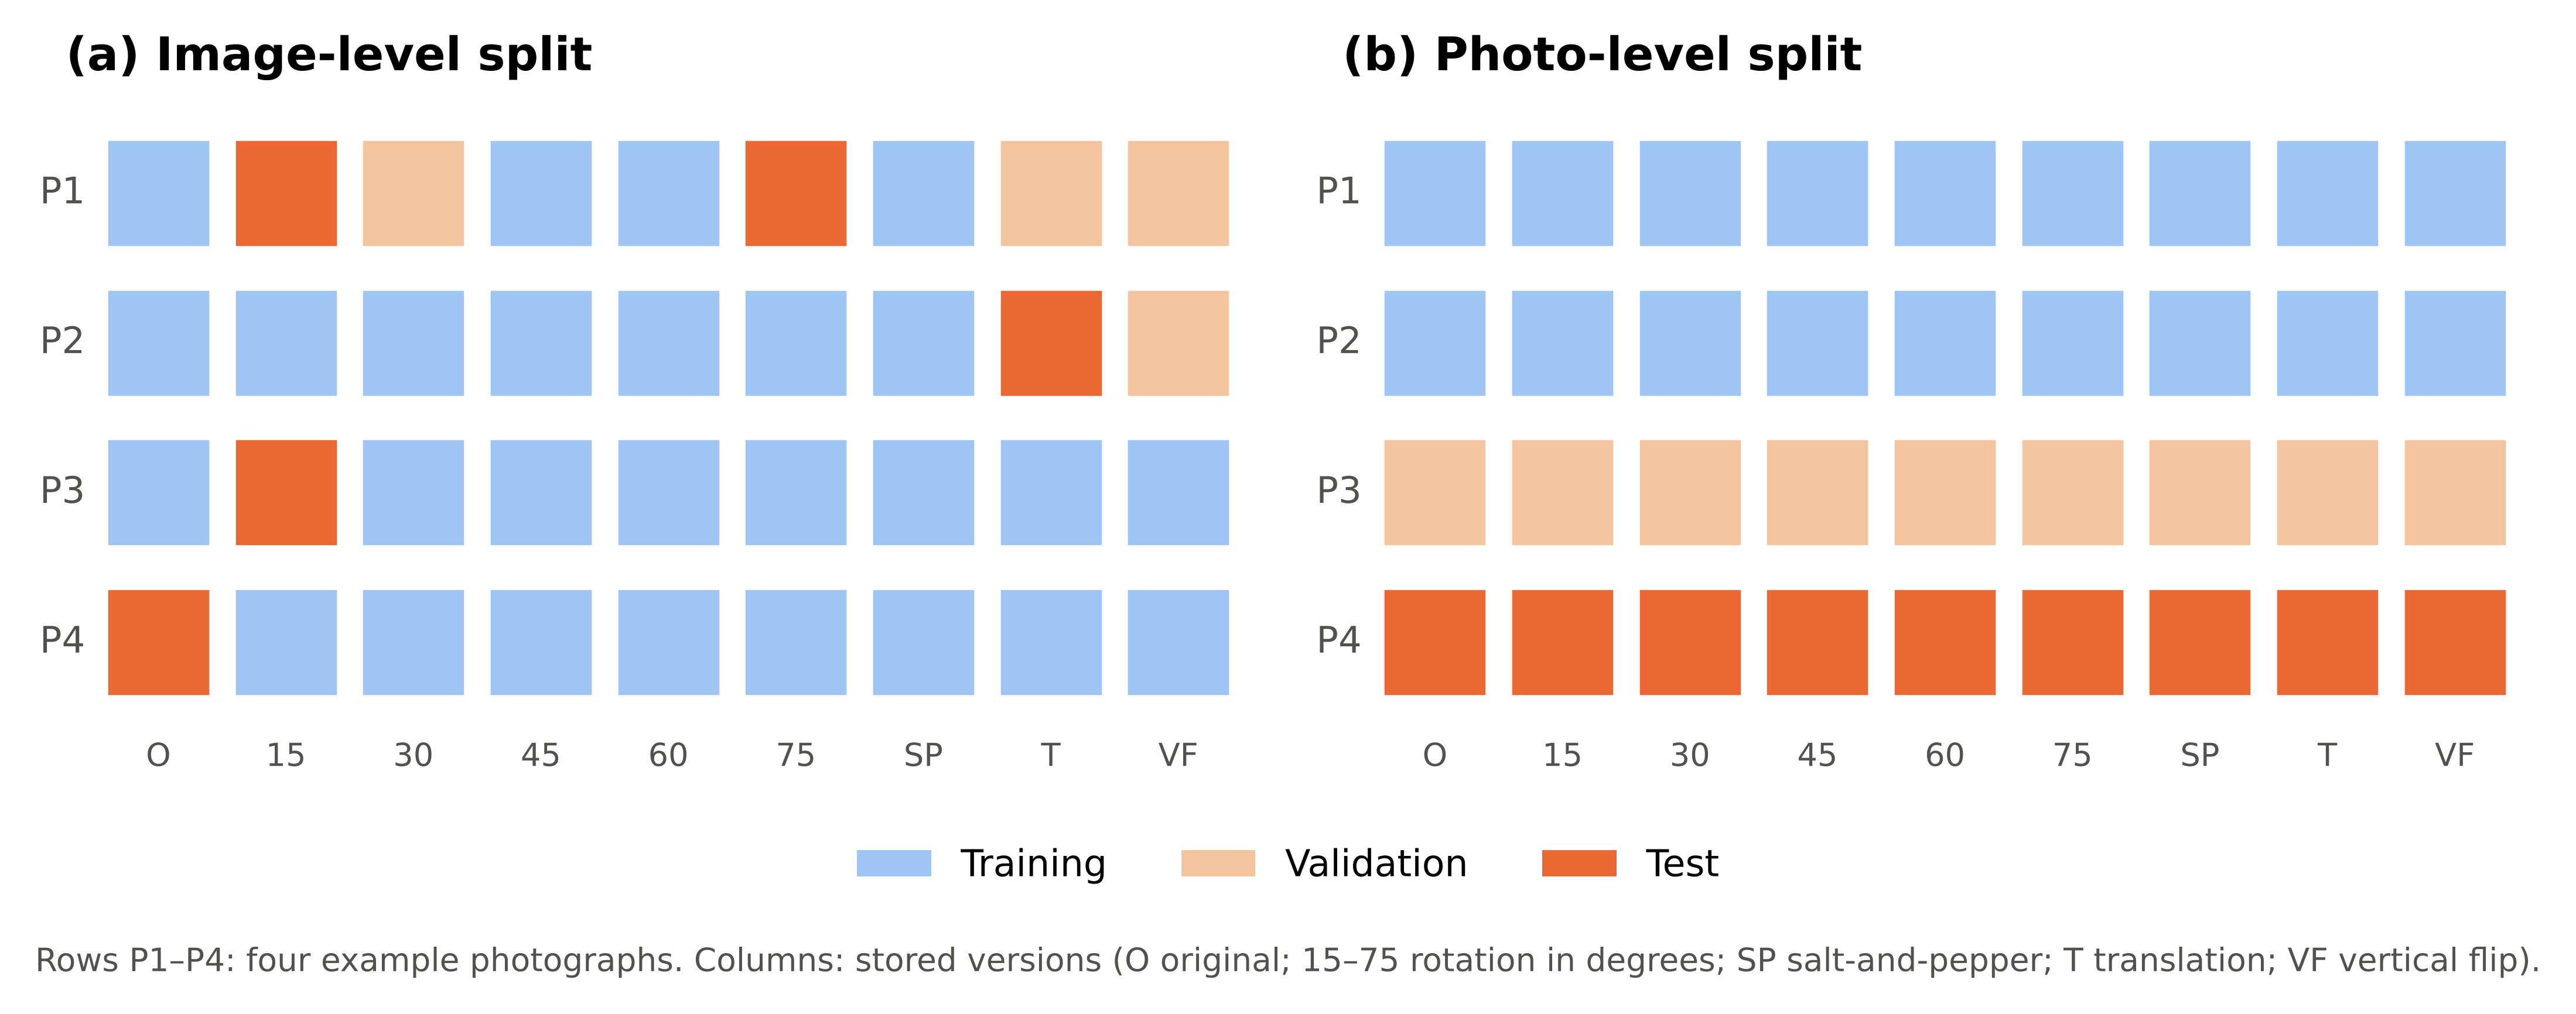 (a) Image-level split
P1
P2
P3
P4
O 15 30 45 60 75 SP T VF
(b) Photo-level split
P1
P2
P3
P4
O 15 30 45 60 75 SP T VF
Training Validation Test
Rows P1–P4: four example photographs. Columns: stored versions (O original; 15–75 rotation in degrees; SP salt-and-pepper; T translation; VF vertical flip).